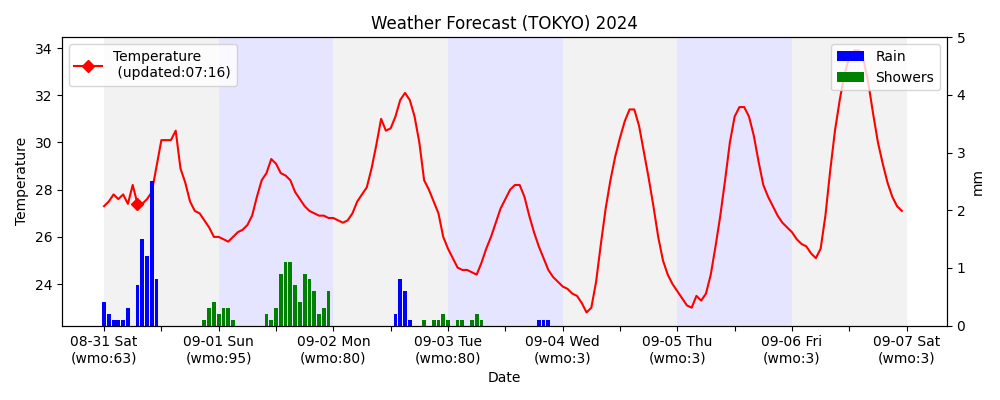 Weather Forecast (TOKYO) 2024
Temperature
(updated:07:16)
Rain
Showers
34
32
30
28
26
24
Temperature
5
4
3
2
1
0
mm
08-31 Sat
(wmo:63)
09-01 Sun
(wmo:95)
09-02 Mon
(wmo:80)
09-03 Tue
(wmo:80)
09-04 Wed
(wmo:3)
09-05 Thu
(wmo:3)
09-06 Fri
(wmo:3)
09-07 Sat
(wmo:3)
Date